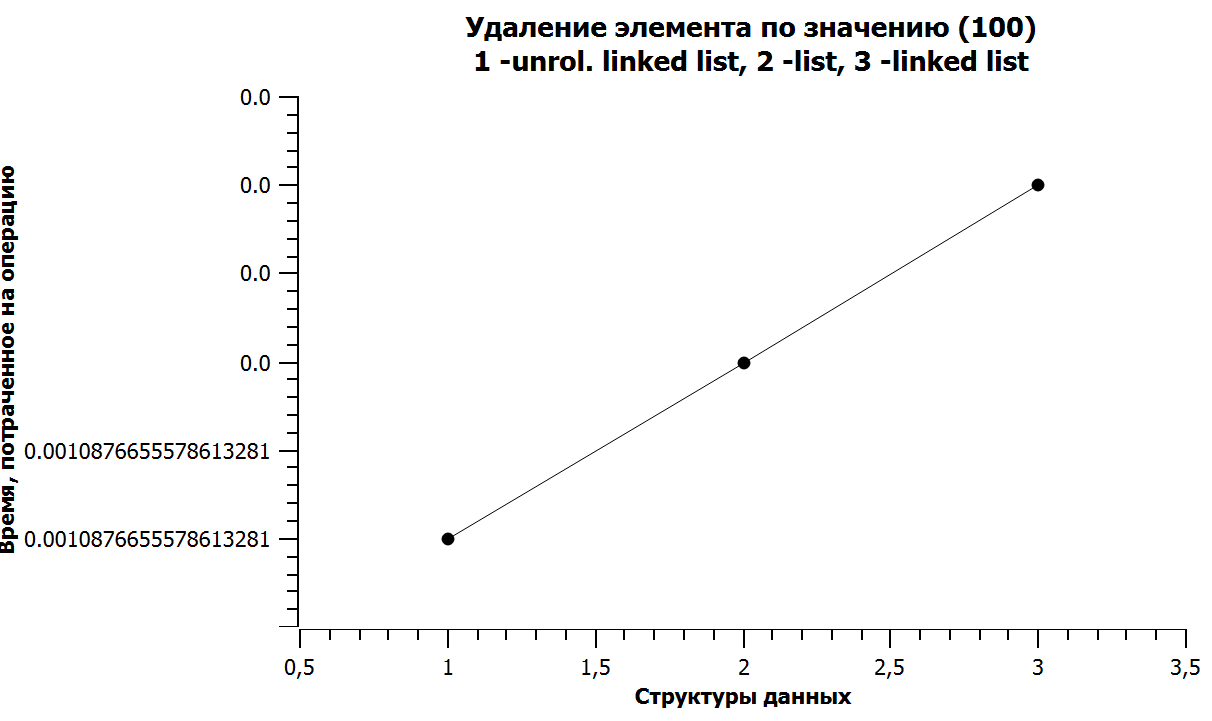 Удаление элемента по значению (100)
1 -unrol. linked list, 2 -list, 3 -linked list
Время, потраченное на операцию
0.0
0.0
0.0
0.0
0.0010876655578613281
0.0010876655578613281
0,5 1 1,5 2 2,5 3 3,5
Структуры данных